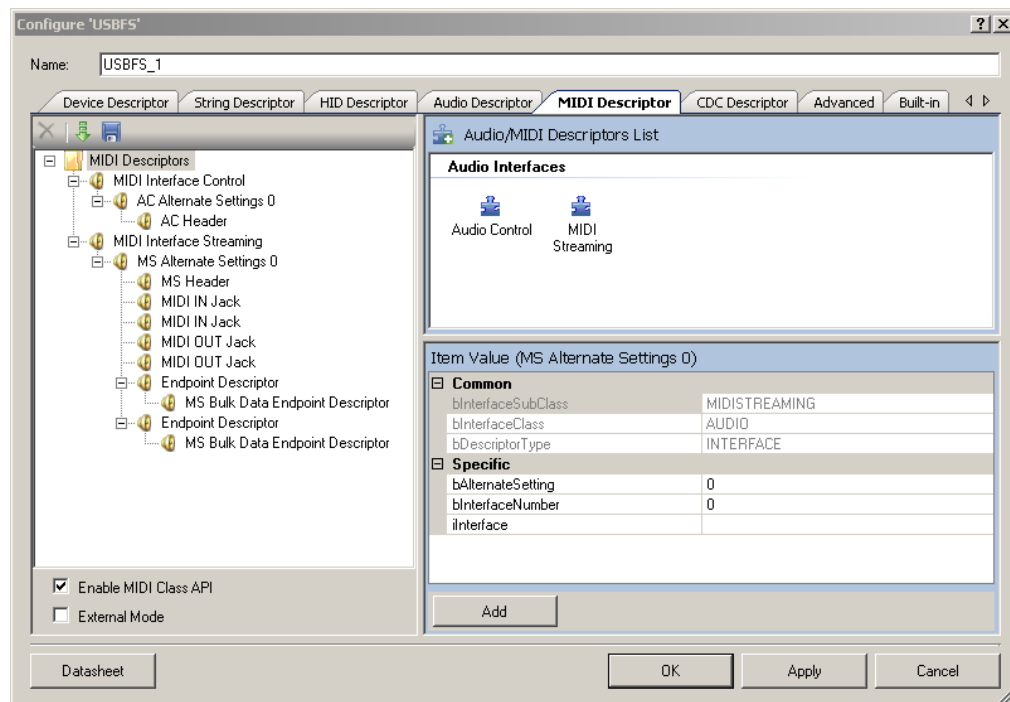 Configure 'USBFS'
Name: USBFS_1
Device Descriptor String Descriptor HID Descriptor Audio Descriptor MIDI Descriptor CDC Descriptor Advanced Built-in
MIDI Descriptors
MIDI Interface Control
AC Alternate Settings 0
AC Header
MIDI Interface Streaming
MS Alternate Settings 0
MS Header
MIDI IN Jack
MIDI IN Jack
MIDI OUT Jack
MIDI OUT Jack
Endpoint Descriptor
MS Bulk Data Endpoint Descriptor
Endpoint Descriptor
MS Bulk Data Endpoint Descriptor
Enable MIDI Class API
External Mode
Audio/MIDI Descriptors List
Audio Interfaces
Audio Control
MIDI
Streaming
Item Value (MS Alternate Settings 0)
Common
bInterfaceSubClass MIDISTREAMING
bInterfaceClass AUDIO
bDescriptorType INTERFACE
Specific
bAlternateSetting 0
bInterfaceNumber 0
iInterface
Add
Datasheet OK Apply Cancel